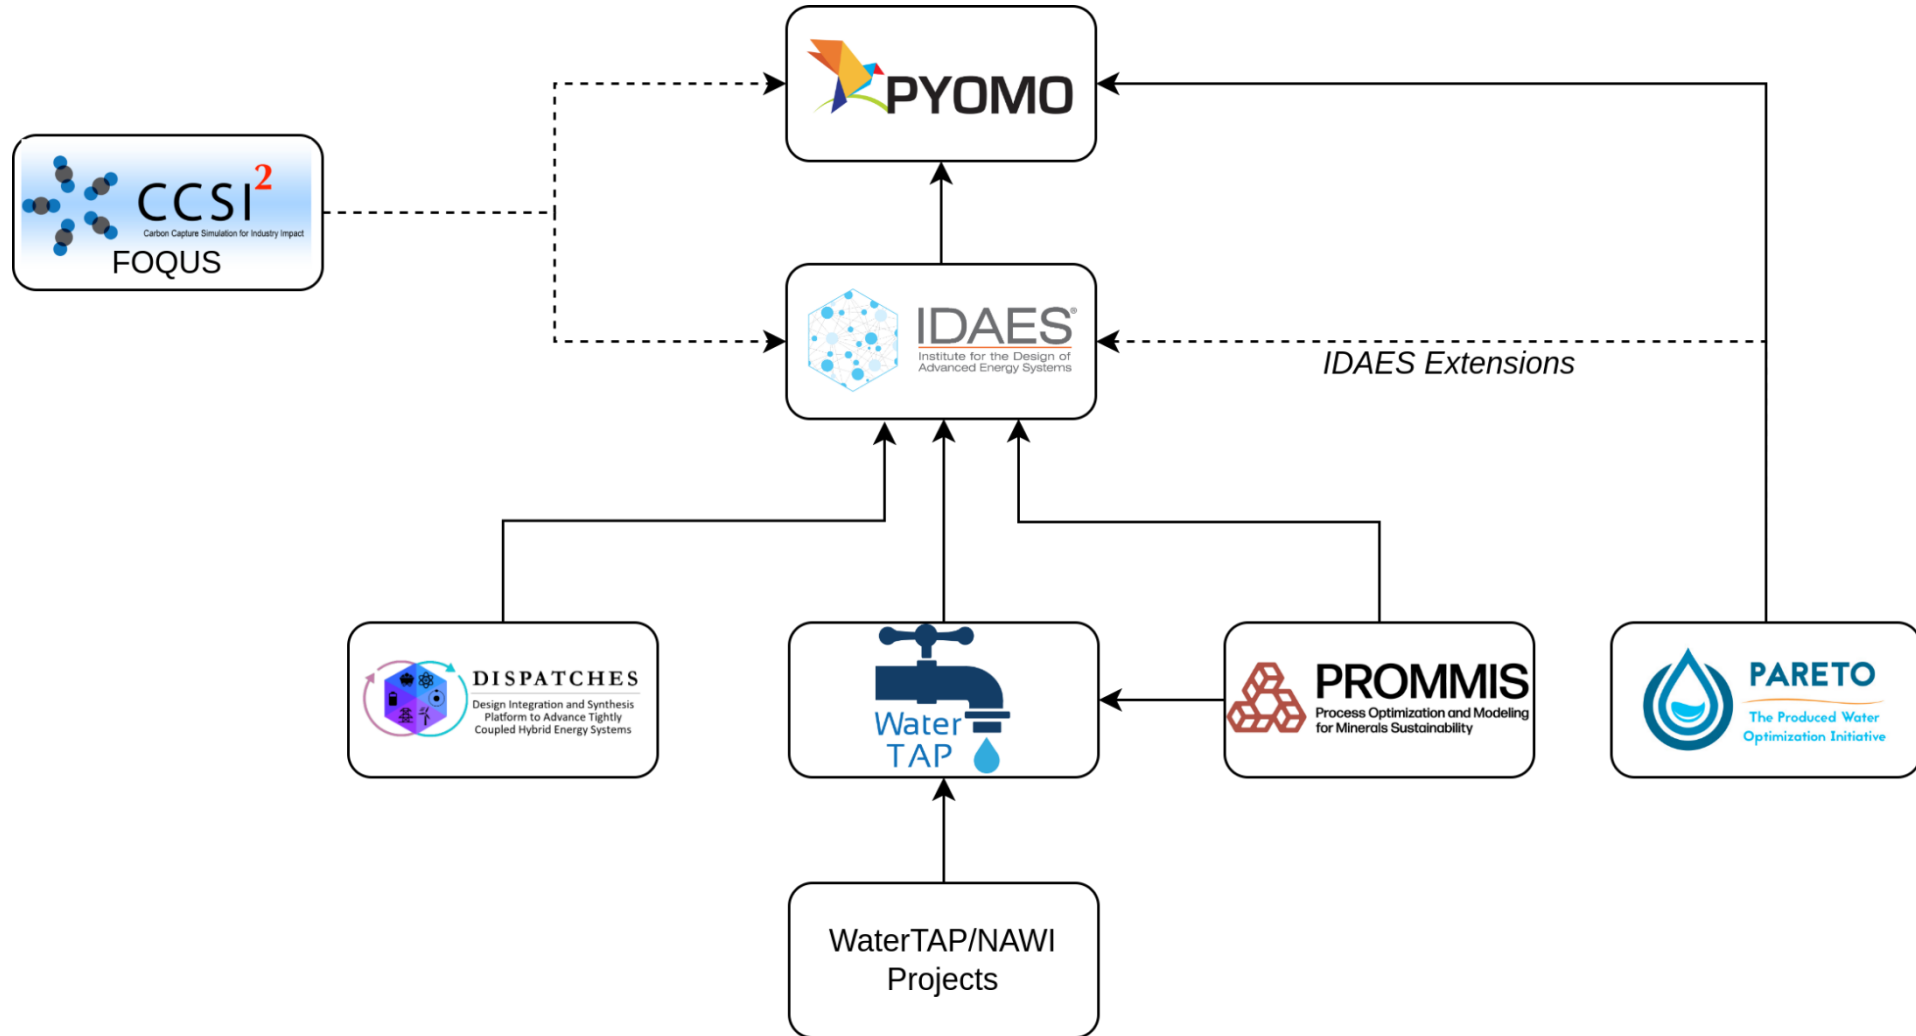 PYOMO
CCSI²
Carbon Capture Simulation for Industry Impact
FOQUS
IDAES®
Institute for the Design of
Advanced Energy Systems
IDAES Extensions
DISPATCHES
Design Integration and Synthesis
Platform to Advance Tightly
Coupled Hybrid Energy Systems
Water
TAP
PROMMIS
Process Optimization and Modeling
for Minerals Sustainability
PARETO
The Produced Water
Optimization Initiative
WaterTAP/NAWI
Projects